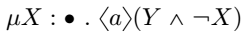 μX : • . ⟨a⟩(Y ∧ ¬X)